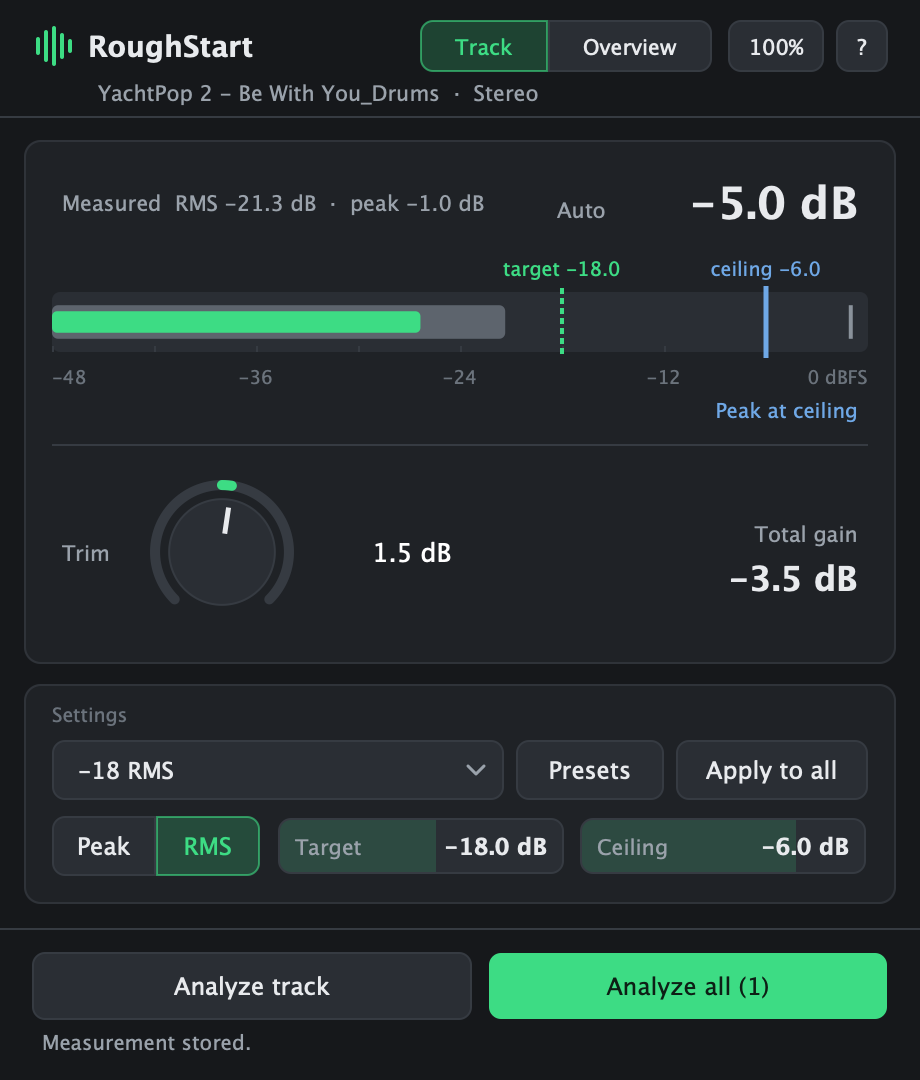 RoughStart
Track
Overview
100%
?
YachtPop 2 – Be With You_Drums · Stereo
Measured RMS −21.3 dB · peak −1.0 dB
Auto
−5.0 dB
target −18.0
ceiling −6.0
−48 −36 −24 −12 0 dBFS
Peak at ceiling
Trim
1.5 dB
Total gain
−3.5 dB
Settings
−18 RMS
Presets
Apply to all
Peak
RMS
Target −18.0 dB
Ceiling −6.0 dB
Analyze track
Analyze all (1)
Measurement stored.